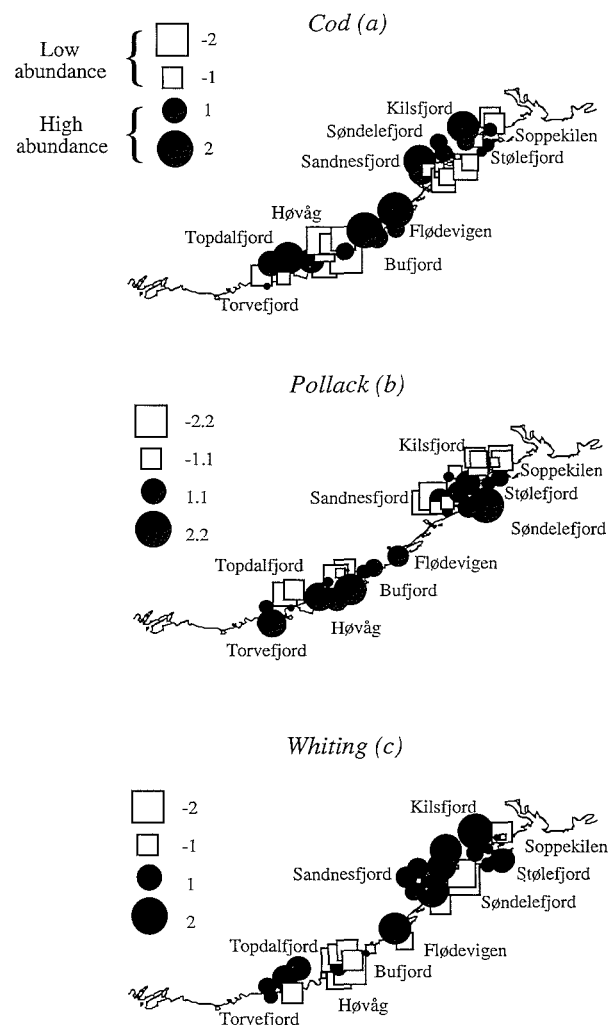 Cod (a)
Low
abundance
-2
-1
High
abundance
1
2
Kilsfjord
Søndelefjord
Soppekilen
Sandnesfjord
Stølefjord
Høvåg
Topdalfjord
Flødevigen
Bufjord
Torvefjord
Pollack (b)
-2.2
-1.1
1.1
2.2
Kilsfjord
Soppekilen
Sandnesfjord
Stølefjord
Søndelefjord
Topdalfjord
Flødevigen
Bufjord
Høvåg
Torvefjord
Whiting (c)
-2
-1
1
2
Kilsfjord
Soppekilen
Sandnesfjord
Stølefjord
Søndelefjord
Topdalfjord
Flødevigen
Bufjord
Høvåg
Torvefjord